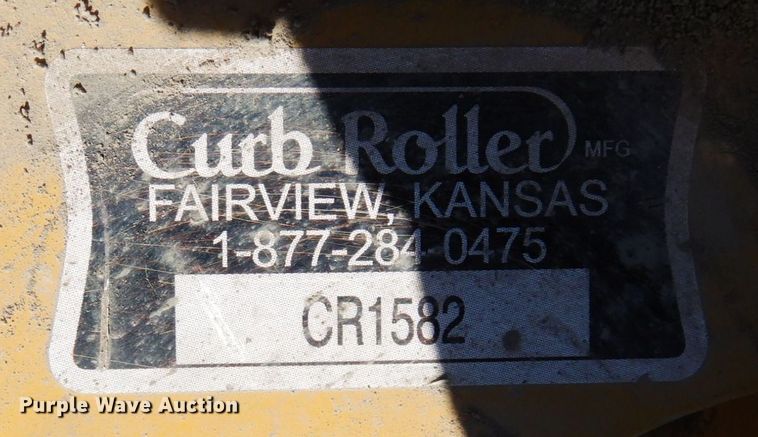 Curb Roller MFG
FAIRVIEW, KANSAS
1-877-284-0475
CR1582
Purple Wave Auction